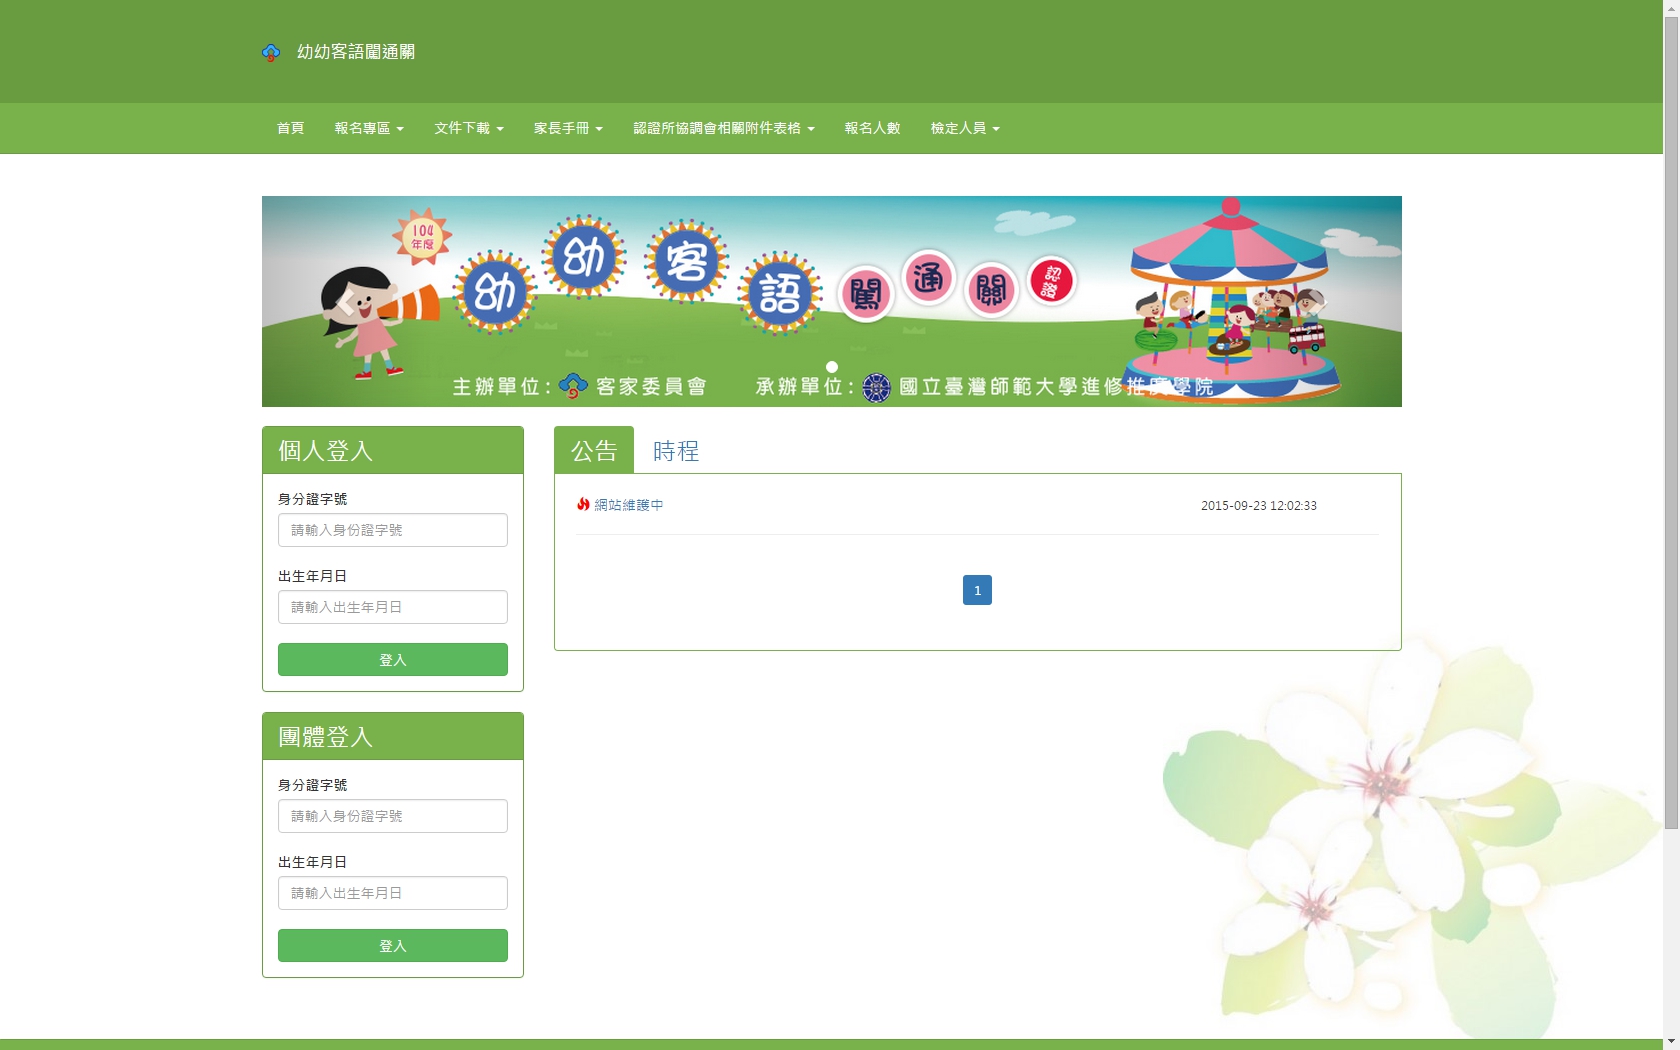 幼幼客語闖通關
首頁 報名專區 文件下載 家長手冊 認證所協調會相關附件表格 報名人數 檢定人員
104
年度
幼幼客語闖通關認證
主辦單位: 客家委員會 承辦單位: 國立臺灣師範大學進修推廣學院
個人登入
身分證字號
請輸入身份證字號
出生年月日
請輸入出生年月日
登入
公告 時程
網站維護中 2015-09-23 12:02:33
1
團體登入
身分證字號
請輸入身份證字號
出生年月日
請輸入出生年月日
登入